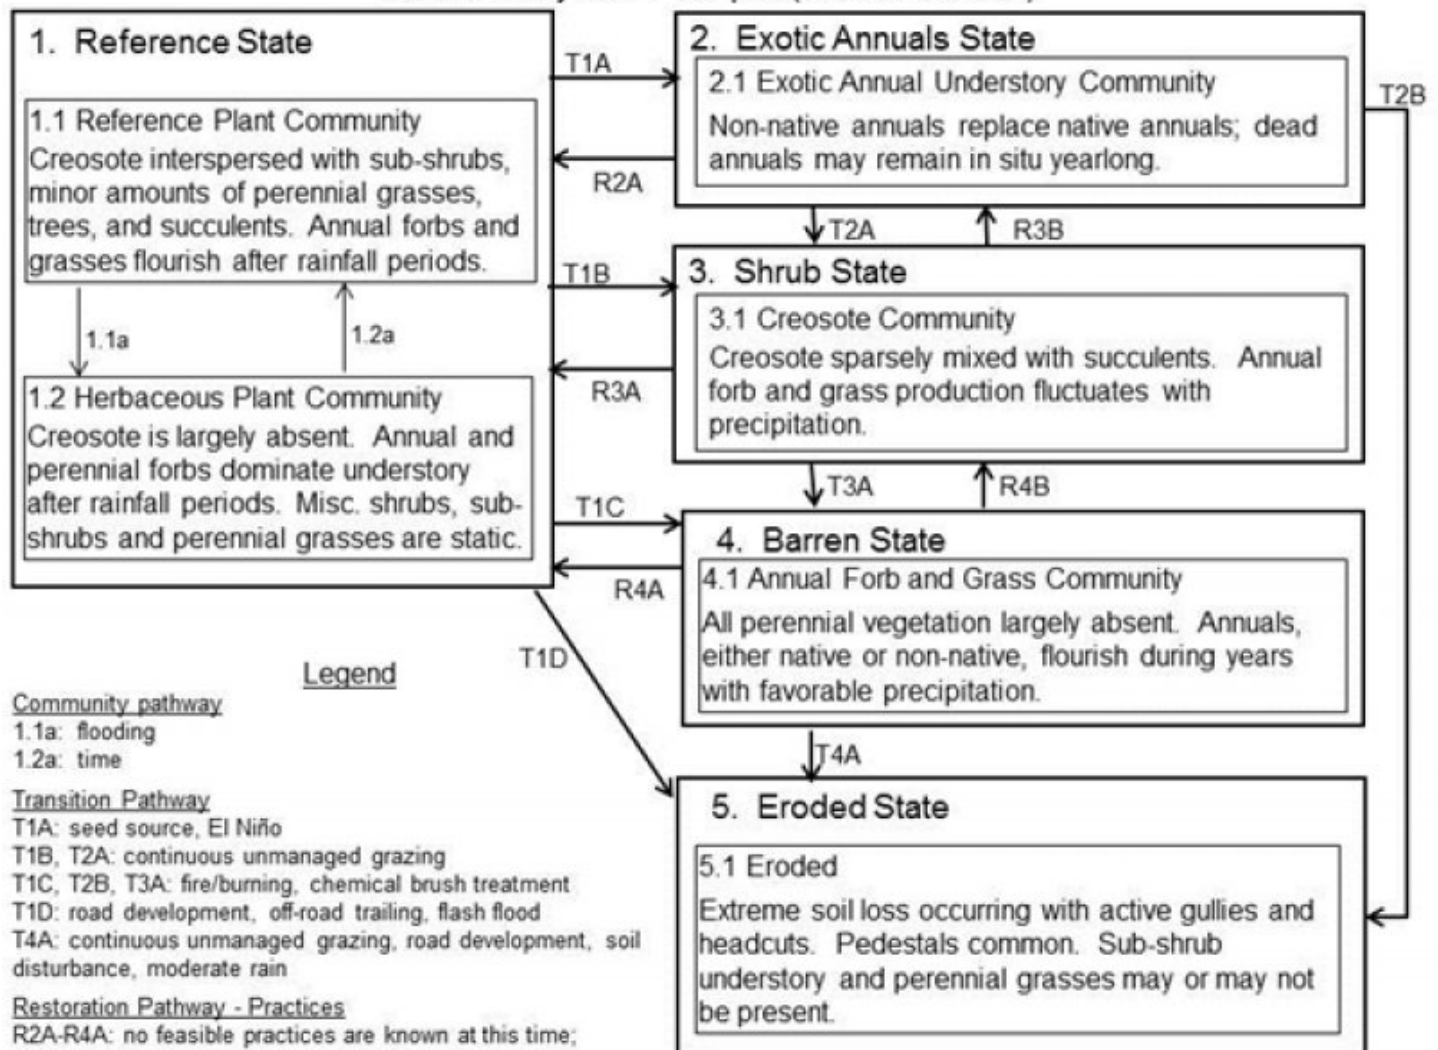 1. Reference State
1.1 Reference Plant Community
Creosote interspersed with sub-shrubs,
minor amounts of perennial grasses,
trees, and succulents. Annual forbs and
grasses flourish after rainfall periods.
1.1a
1.2a
1.2 Herbaceous Plant Community
Creosote is largely absent. Annual and
perennial forbs dominate understory
after rainfall periods. Misc. shrubs, sub-
shrubs and perennial grasses are static.
T1A
R2A
T1B
R3A
T1C
R4A
T1D
2. Exotic Annuals State
2.1 Exotic Annual Understory Community
Non-native annuals replace native annuals; dead
annuals may remain in situ yearlong.
T2B
T2A
R3B
3. Shrub State
3.1 Creosote Community
Creosote sparsely mixed with succulents. Annual
forb and grass production fluctuates with
precipitation.
T3A
R4B
4. Barren State
4.1 Annual Forb and Grass Community
All perennial vegetation largely absent. Annuals,
either native or non-native, flourish during years
with favorable precipitation.
T4A
5. Eroded State
5.1 Eroded
Extreme soil loss occurring with active gullies and
headcuts. Pedestals common. Sub-shrub
understory and perennial grasses may or may not
be present.
Legend
Community pathway
1.1a: flooding
1.2a: time
Transition Pathway
T1A: seed source, El Niño
T1B, T2A: continuous unmanaged grazing
T1C, T2B, T3A: fire/burning, chemical brush treatment
T1D: road development, off-road trailing, flash flood
T4A: continuous unmanaged grazing, road development, soil
disturbance, moderate rain
Restoration Pathway - Practices
R2A-R4A: no feasible practices are known at this time;